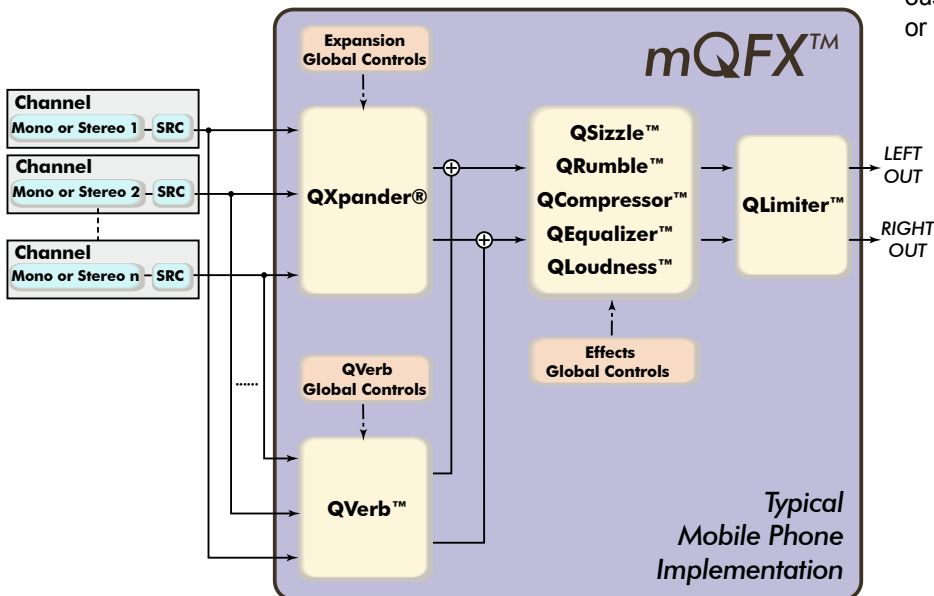 ous
or
mQFX™
Expansion
Global Controls
Channel
Mono or Stereo 1
SRC
Channel
Mono or Stereo 2
SRC
Channel
Mono or Stereo n
SRC
QXpander®
QSizzle™
QRumble™
QCompressor™
QEqualizer™
QLoudness™
QLimiter™
LEFT
OUT
RIGHT
OUT
Effects
Global Controls
QVerb
Global Controls
......
QVerb™
Typical
Mobile Phone
Implementation